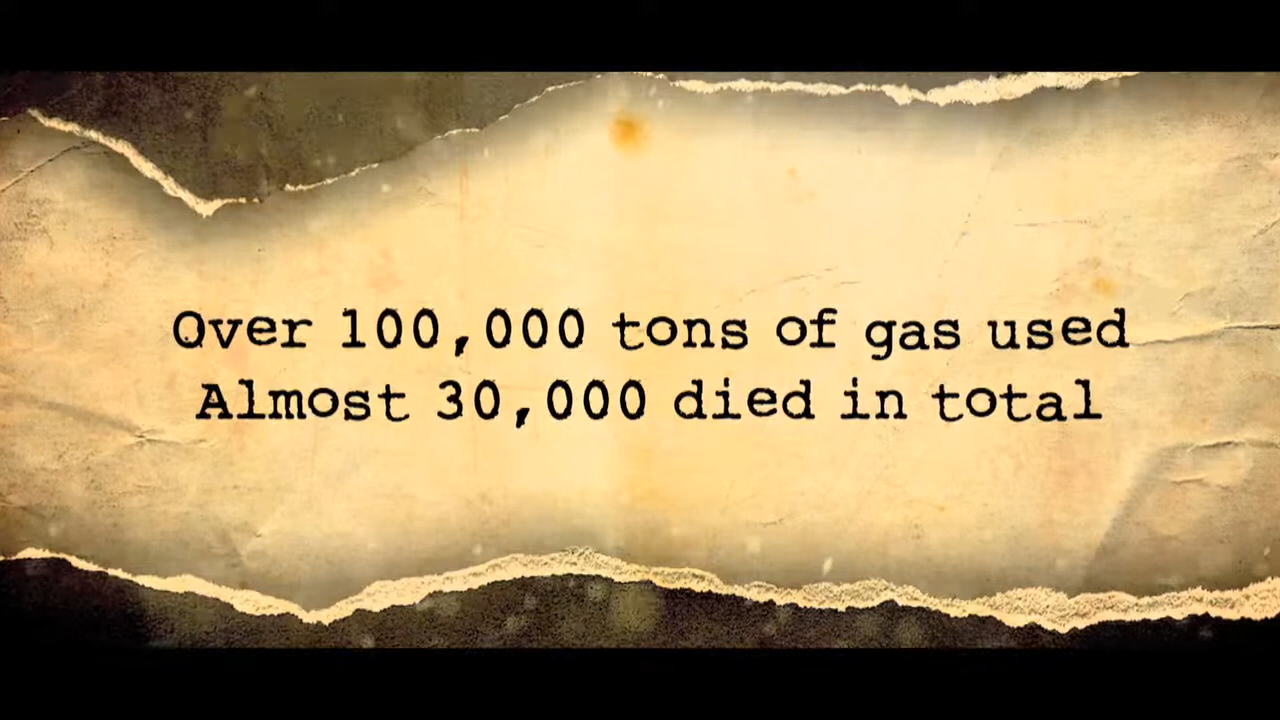 Over 100,000 tons of gas used
Almost 30,000 died in total